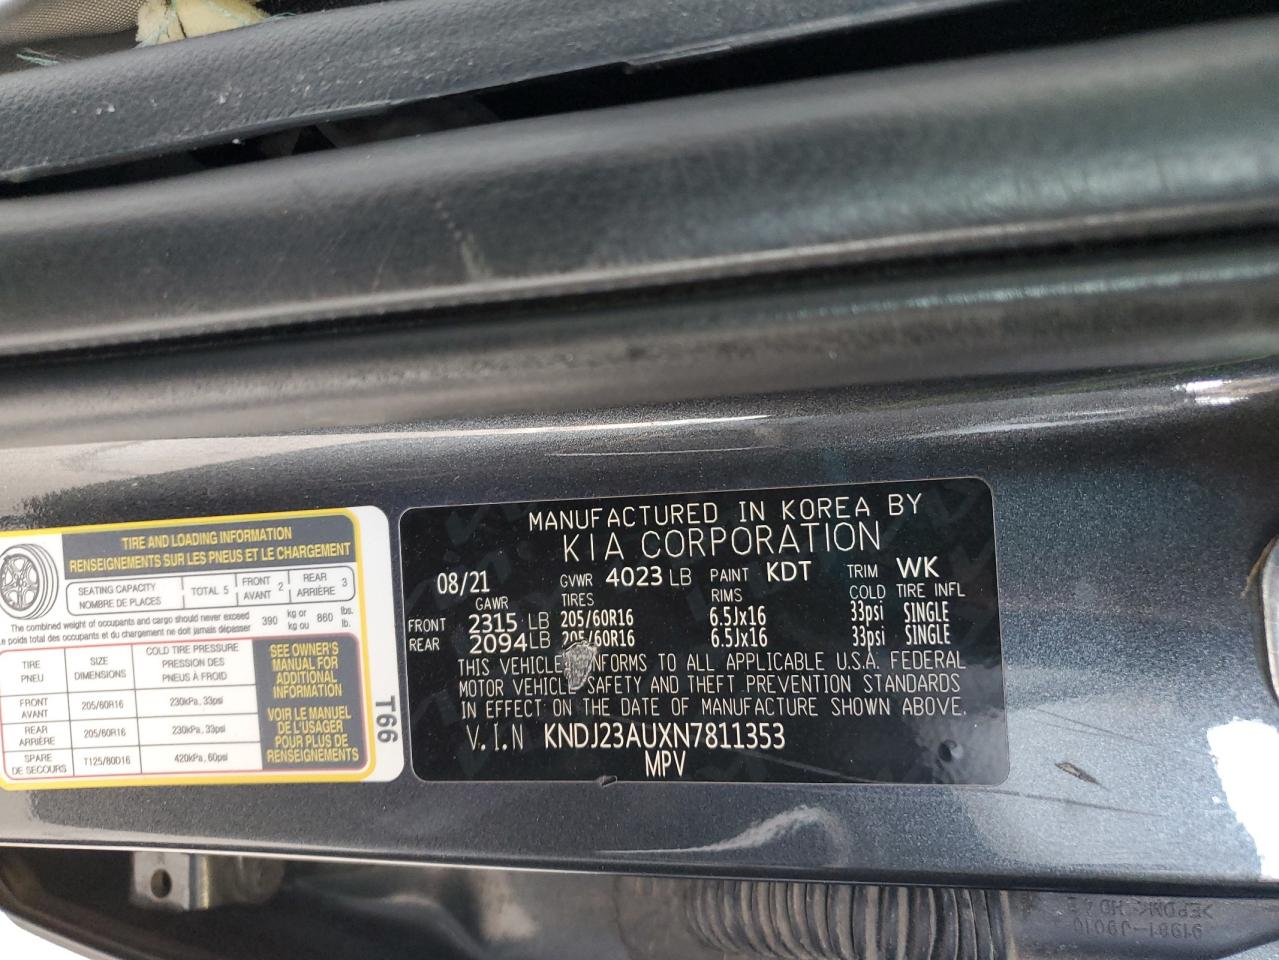 TIRE AND LOADING INFORMATION
RENSEIGNEMENTS SUR LES PNEUS ET LE CHARGEMENT
SEATING CAPACITY
NOMBRE DE PLACES
TOTAL 5
FRONT
AVANT 2
REAR
ARRIÈRE 3
The combined weight of occupants and cargo should never exceed
Le poids total des occupants et du chargement ne doit jamais dépasser
390 kg or
kg ou
860 lbs.
lb.
TIRE
PNEU
SIZE
DIMENSIONS
COLD TIRE PRESSURE
PRESSION DES
PNEUS À FROID
FRONT
AVANT
205/60R16
230kPa, 33psi
REAR
ARRIÈRE
205/60R16
230kPa, 33psi
SPARE
DE SECOURS
T125/80D16
420kPa, 60psi
SEE OWNER'S
MANUAL FOR
ADDITIONAL
INFORMATION
VOIR LE MANUEL
DE L'USAGER
POUR PLUS DE
RENSEIGNEMENTS
T66
MANUFACTURED IN KOREA BY
KIA CORPORATION
08/21 GVWR 4023 LB PAINT KDT TRIM WK
GAWR TIRES RIMS COLD TIRE INFL
FRONT 2315 LB 205/60R16 6.5Jx16 33psi SINGLE
REAR 2094 LB 205/60R16 6.5Jx16 33psi SINGLE
THIS VEHICLE NFORMS TO ALL APPLICABLE U.S.A. FEDERAL
MOTOR VEHICLE SAFETY AND THEFT PREVENTION STANDARDS
IN EFFECT ON THE DATE OF MANUFACTURE SHOWN ABOVE.
V.I.N KNDJ23AUXN7811353
MPV
91981-J9010
>EPDM<